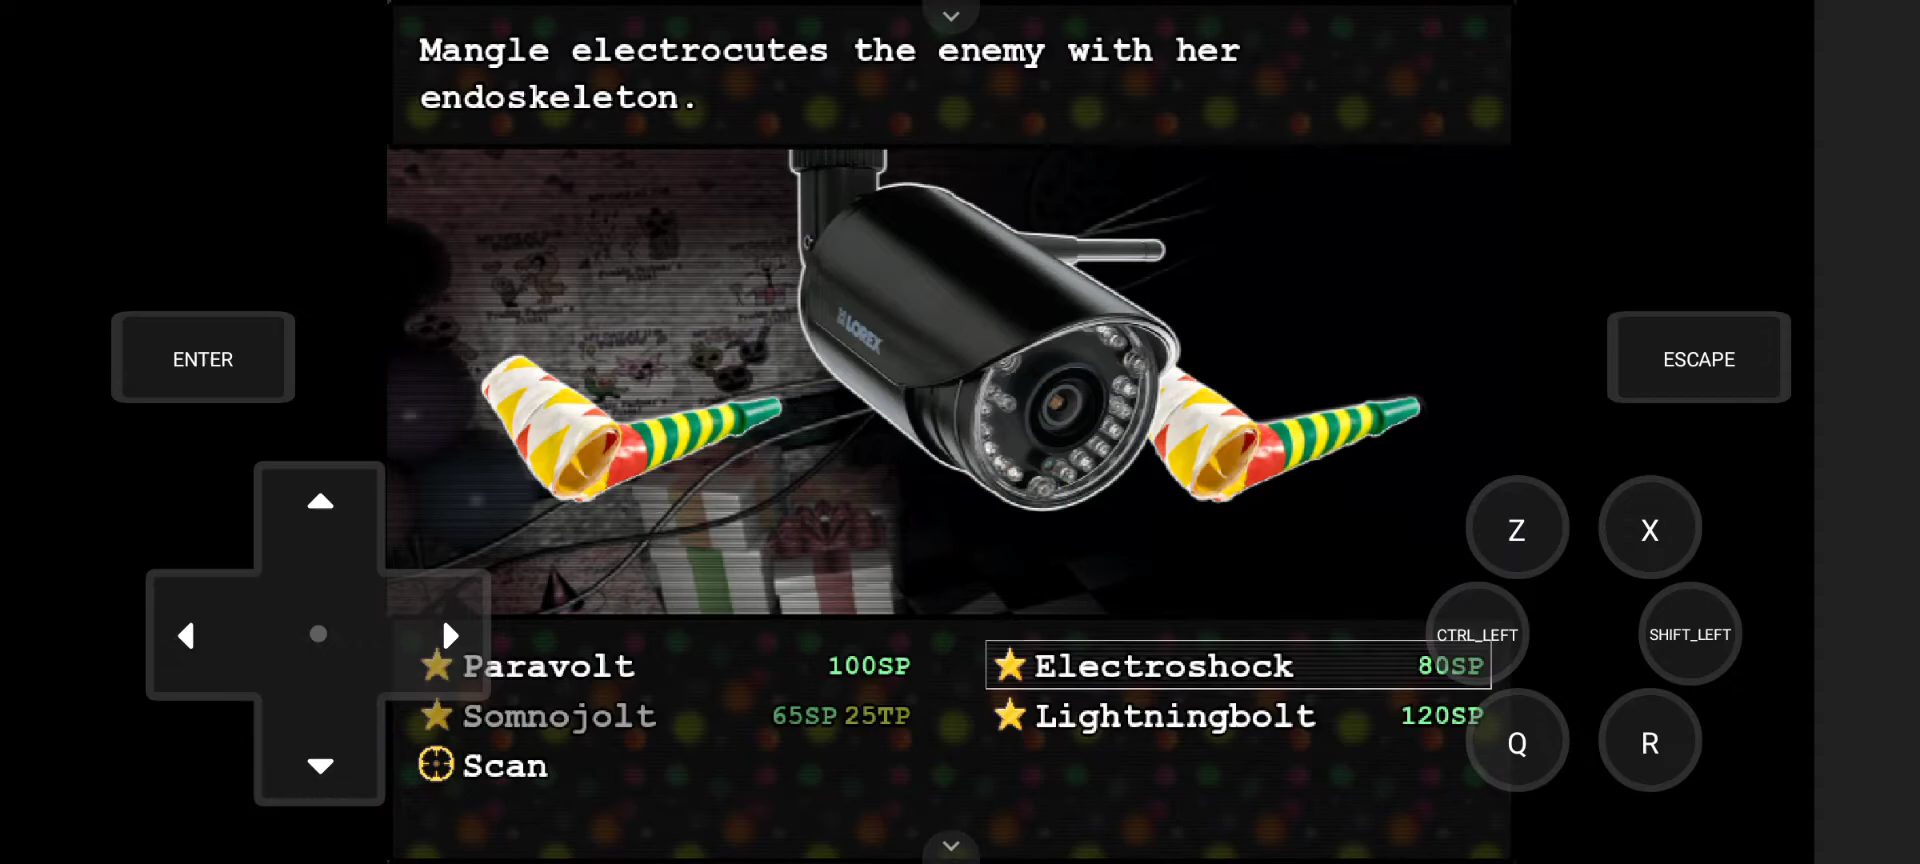 Mangle electrocutes the enemy with her
endoskeleton.
LOREX
ENTER
ESCAPE
Z
X
CTRL_LEFT
SHIFT_LEFT
Paravolt 100SP
Electroshock 80SP
Somnojolt 65SP 25TP
Lightningbolt 120SP
Q
R
Scan